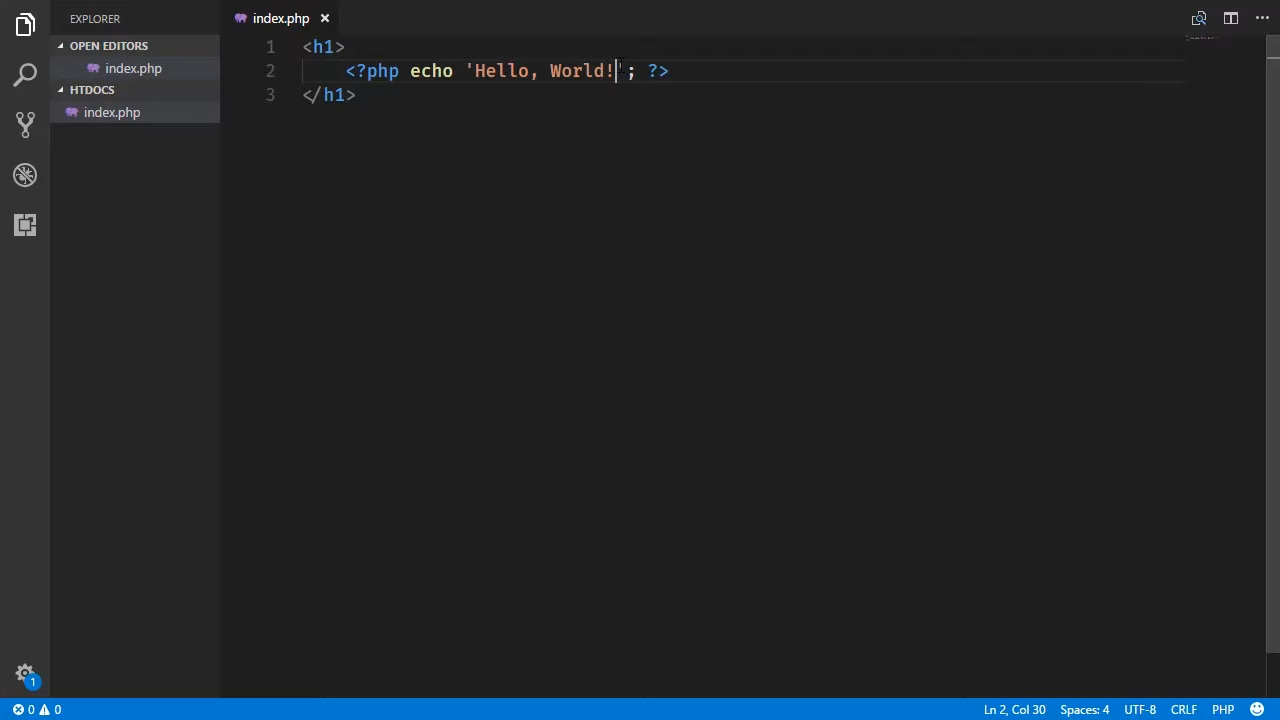 EXPLORER
index.php
OPEN EDITORS
index.php
HTDOCS
index.php
1 <h1>
2 <?php echo 'Hello, World!'; ?>
3 </h1>
1
0 0
Ln 2, Col 30 Spaces: 4 UTF-8 CRLF PHP